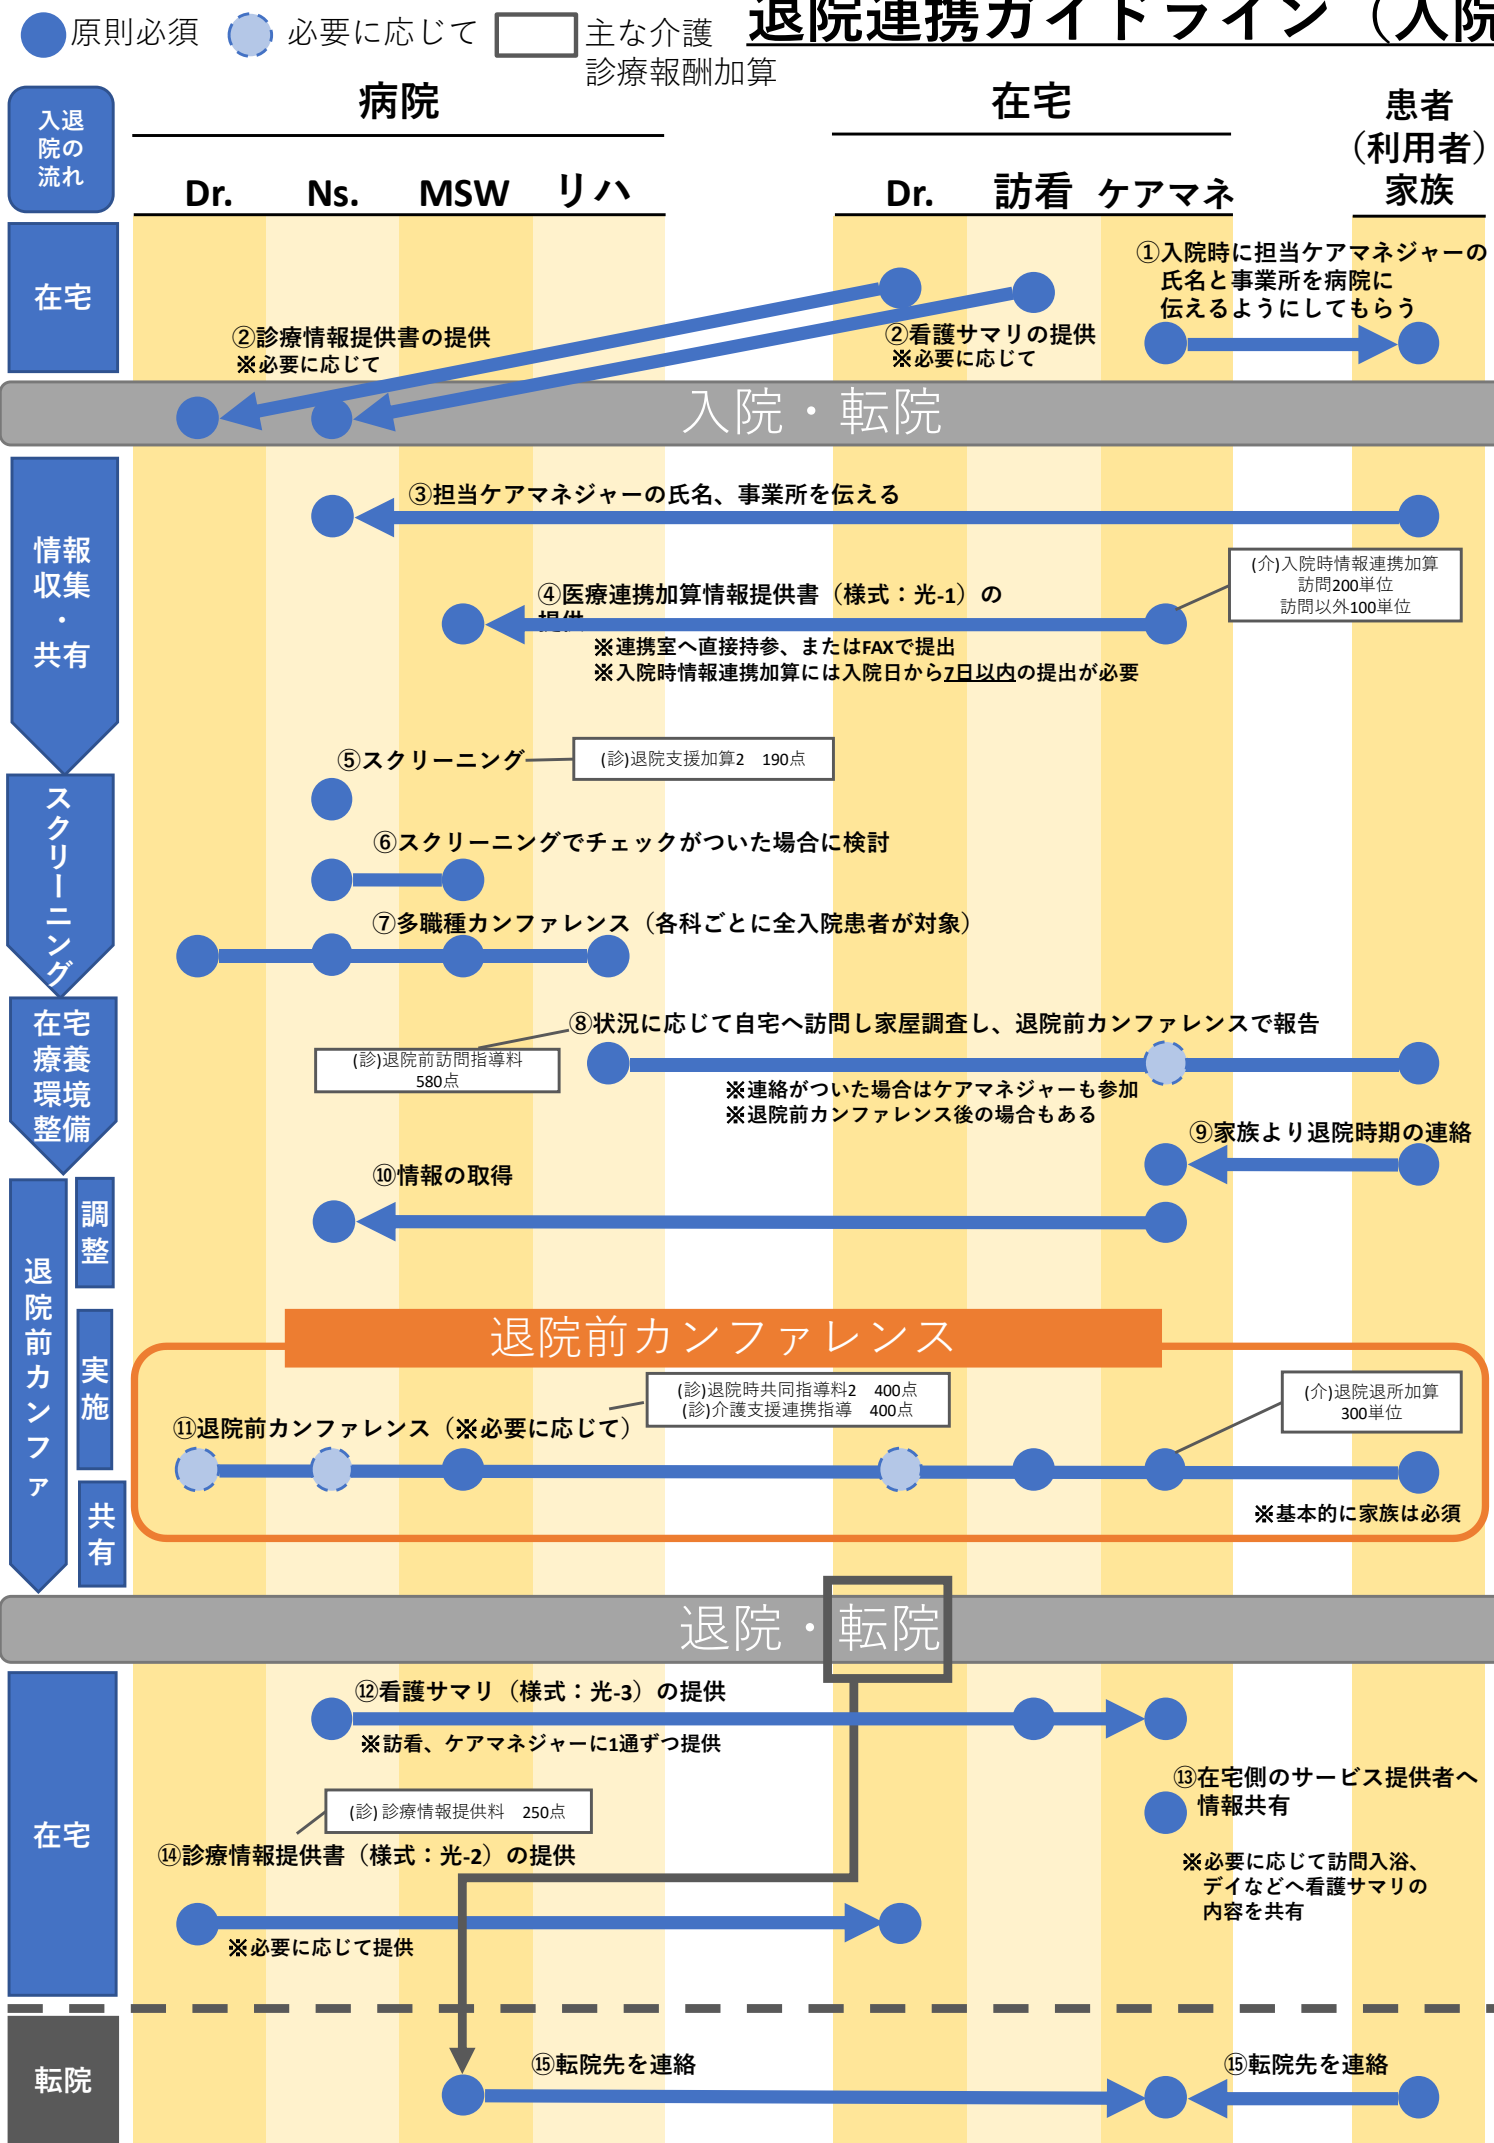 原則必須
必要に応じて
主な介護
診療報酬加算
退院連携ガイドライン（入院
入退
院の
流れ
病院
在宅
患者
（利用者）
家族
Dr.
Ns.
MSW
リハ
Dr.
訪看
ケアマネ
在宅
①入院時に担当ケアマネジャーの
氏名と事業所を病院に
伝えるようにしてもらう
②診療情報提供書の提供
※必要に応じて
②看護サマリの提供
※必要に応じて
入院・転院
情報
収集
・
共有
③担当ケアマネジャーの氏名、事業所を伝える
(介)入院時情報連携加算
訪問200単位
訪問以外100単位
④医療連携加算情報提供書（様式：光-1）の
提供
※連携室へ直接持参、またはFAXで提出
※入院時情報連携加算には入院日から7日以内の提出が必要
スクリーニング
⑤スクリーニング
(診)退院支援加算2　190点
⑥スクリーニングでチェックがついた場合に検討
⑦多職種カンファレンス（各科ごとに全入院患者が対象）
在宅
療養
環境
整備
⑧状況に応じて自宅へ訪問し家屋調査し、退院前カンファレンスで報告
(診)退院前訪問指導料
580点
※連絡がついた場合はケアマネジャーも参加
※退院前カンファレンス後の場合もある
⑨家族より退院時期の連絡
⑩情報の取得
退院前カンファ
調整
実施
共有
退院前カンファレンス
(診)退院時共同指導料2　400点
(診)介護支援連携指導　400点
(介)退院退所加算
300単位
⑪退院前カンファレンス（※必要に応じて）
※基本的に家族は必須
退院・転院
在宅
⑫看護サマリ（様式：光-3）の提供
※訪看、ケアマネジャーに1通ずつ提供
⑬在宅側のサービス提供者へ
情報共有
※必要に応じて訪問入浴、
デイなどへ看護サマリの
内容を共有
(診) 診療情報提供料　250点
⑭診療情報提供書（様式：光-2）の提供
※必要に応じて提供
転院
⑮転院先を連絡
⑮転院先を連絡